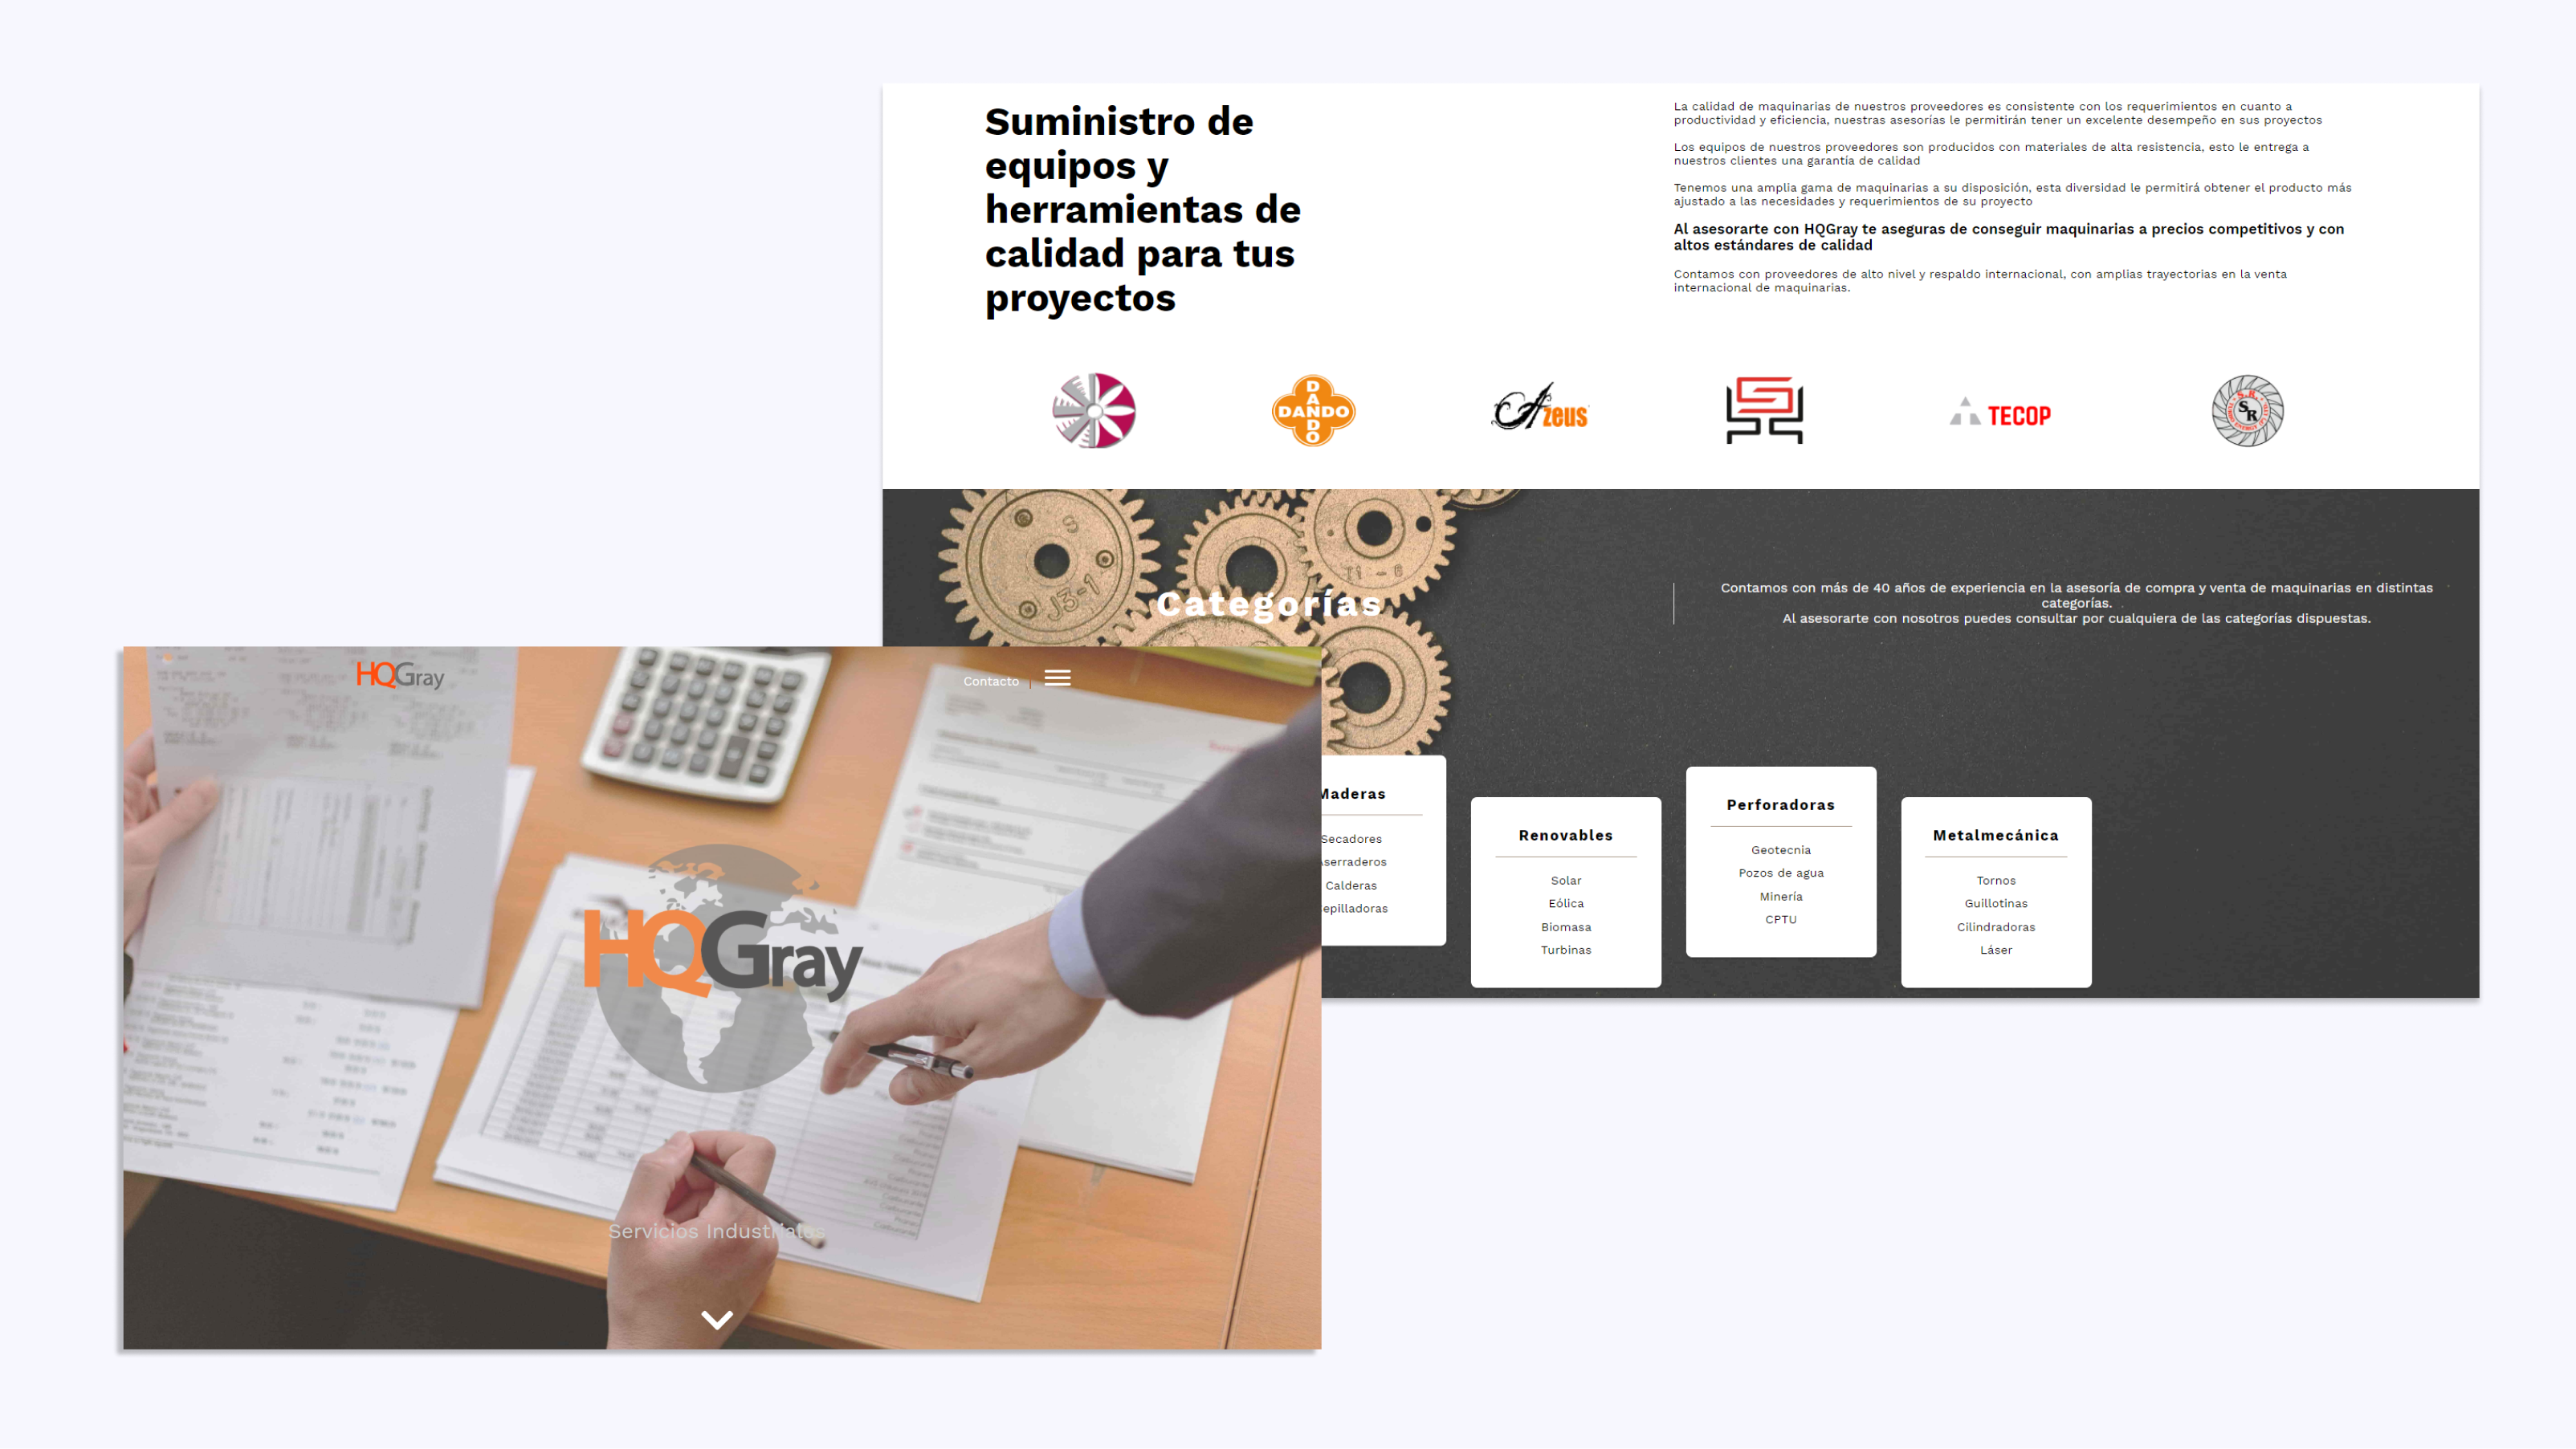 Suministro de
equipos y
herramientas de
calidad para tus
proyectos
La calidad de maquinarias de nuestros proveedores es consistente con los requerimientos en cuanto a
productividad y eficiencia, nuestras asesorías le permitirán tener un excelente desempeño en sus proyectos
Los equipos de nuestros proveedores son producidos con materiales de alta resistencia, esto le entrega a
nuestros clientes una garantía de calidad
Tenemos una amplia gama de maquinarias a su disposición, esta diversidad le permitirá obtener el producto más
ajustado a las necesidades y requerimientos de su proyecto
Al asesorarte con HQGray te aseguras de conseguir maquinarias a precios competitivos y con
altos estándares de calidad
Contamos con proveedores de alto nivel y respaldo internacional, con amplias trayectorias en la venta
internacional de maquinarias.
DANDO
DANDO
Azeus
TECOP
SR
S
J3-1
T1 - 6
Categorías
Contamos con más de 40 años de experiencia en la asesoría de compra y venta de maquinarias en distintas
categorías.
Al asesorarte con nosotros puedes consultar por cualquiera de las categorías dispuestas.
Maderas
Secadores
serraderos
Calderas
epilladoras
Renovables
Solar
Eólica
Biomasa
Turbinas
Perforadoras
Geotecnia
Pozos de agua
Minería
CPTU
Metalmecánica
Tornos
Guillotinas
Cilindradoras
Láser
HQGray
Contacto
HQGray
Servicios Industriales